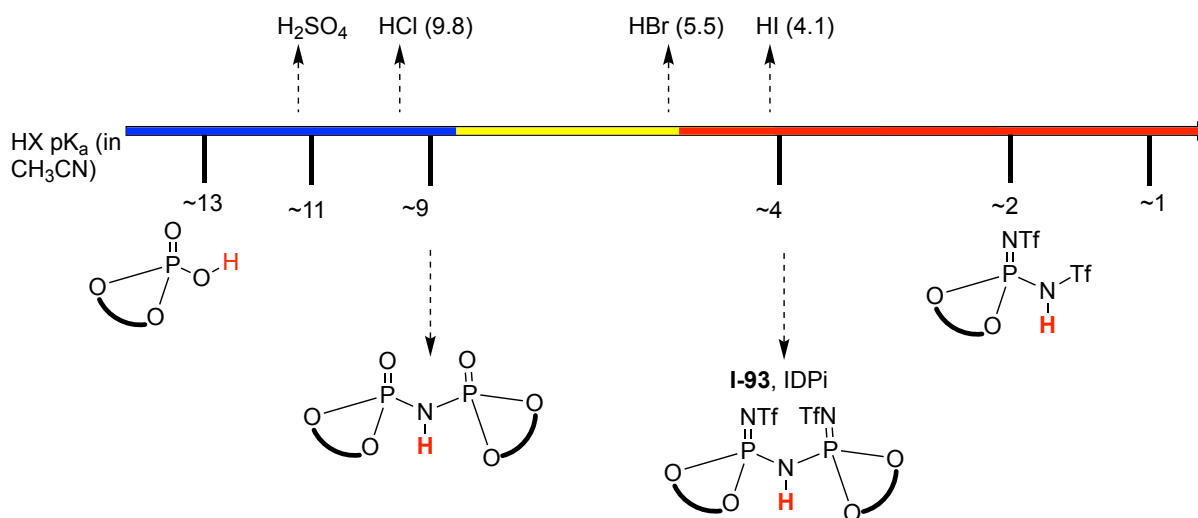 H₂SO₄ HCl (9.8) HBr (5.5) HI (4.1)
HX pKₐ (in
CH₃CN)
~13 ~11 ~9 ~4 ~2 ~1
O
P
O
H
O
O
NTf
P
N
Tf
H
O
O
O
O
P
P
N
H
O
O
O
O
I-93, IDPi
NTf
TfN
P
P
N
H
O
O
O
O